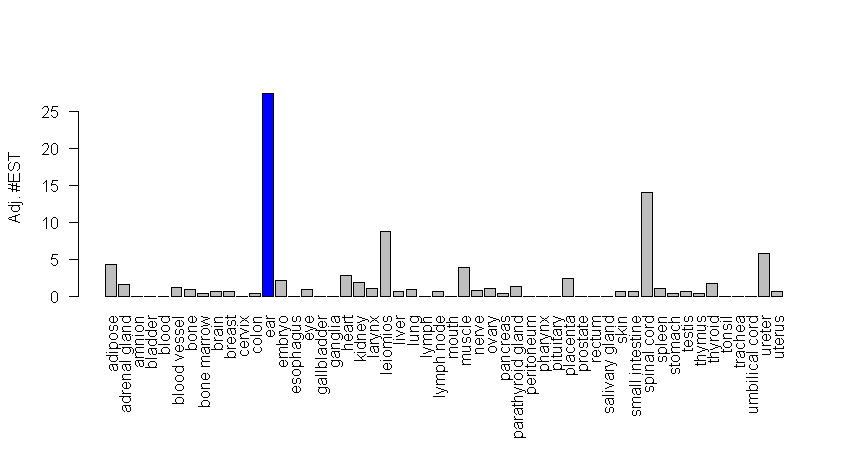 Adj. #EST
25
20
15
10
5
0
adipose
adrenal gland
amnion
bladder
blood
blood vessel
bone
bone marrow
brain
breast
cervix
colon
ear
embryo
esophagus
eye
gallbladder
ganglia
heart
kidney
larynx
leiomios
liver
lung
lymph
lymph node
mouth
muscle
nerve
ovary
pancreas
parathyroid gland
peritoneum
pharynx
pituitary
placenta
prostate
rectum
salivary gland
skin
small intestine
spinal cord
spleen
stomach
testis
thymus
thyroid
tonsil
trachea
umbilical cord
ureter
uterus